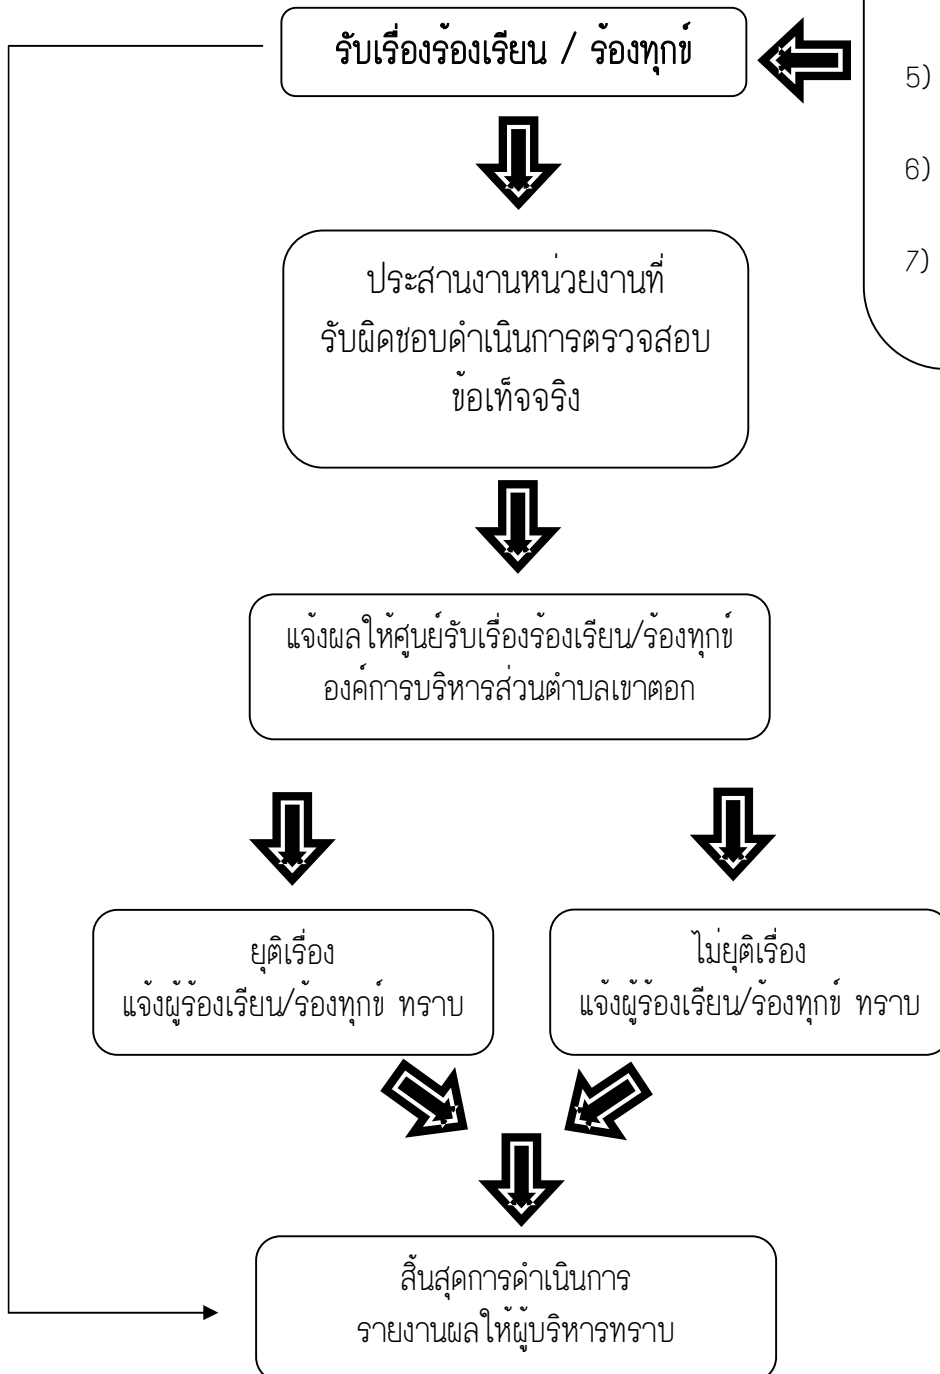 รับเรื่องร้องเรียน / ร้องทุกข์
5)
6)
7)
ประสานงานหน่วยงานที่
รับผิดชอบดำเนินการตรวจสอบ
ข้อเท็จจริง
แจ้งผลให้ศูนย์รับเรื่องร้องเรียน/ร้องทุกข์
องค์การบริหารส่วนตำบลเขาตอก
ยุติเรื่อง
แจ้งผู้ร้องเรียน/ร้องทุกข์ ทราบ
ไม่ยุติเรื่อง
แจ้งผู้ร้องเรียน/ร้องทุกข์ ทราบ
สิ้นสุดการดำเนินการ
รายงานผลให้ผู้บริหารทราบ